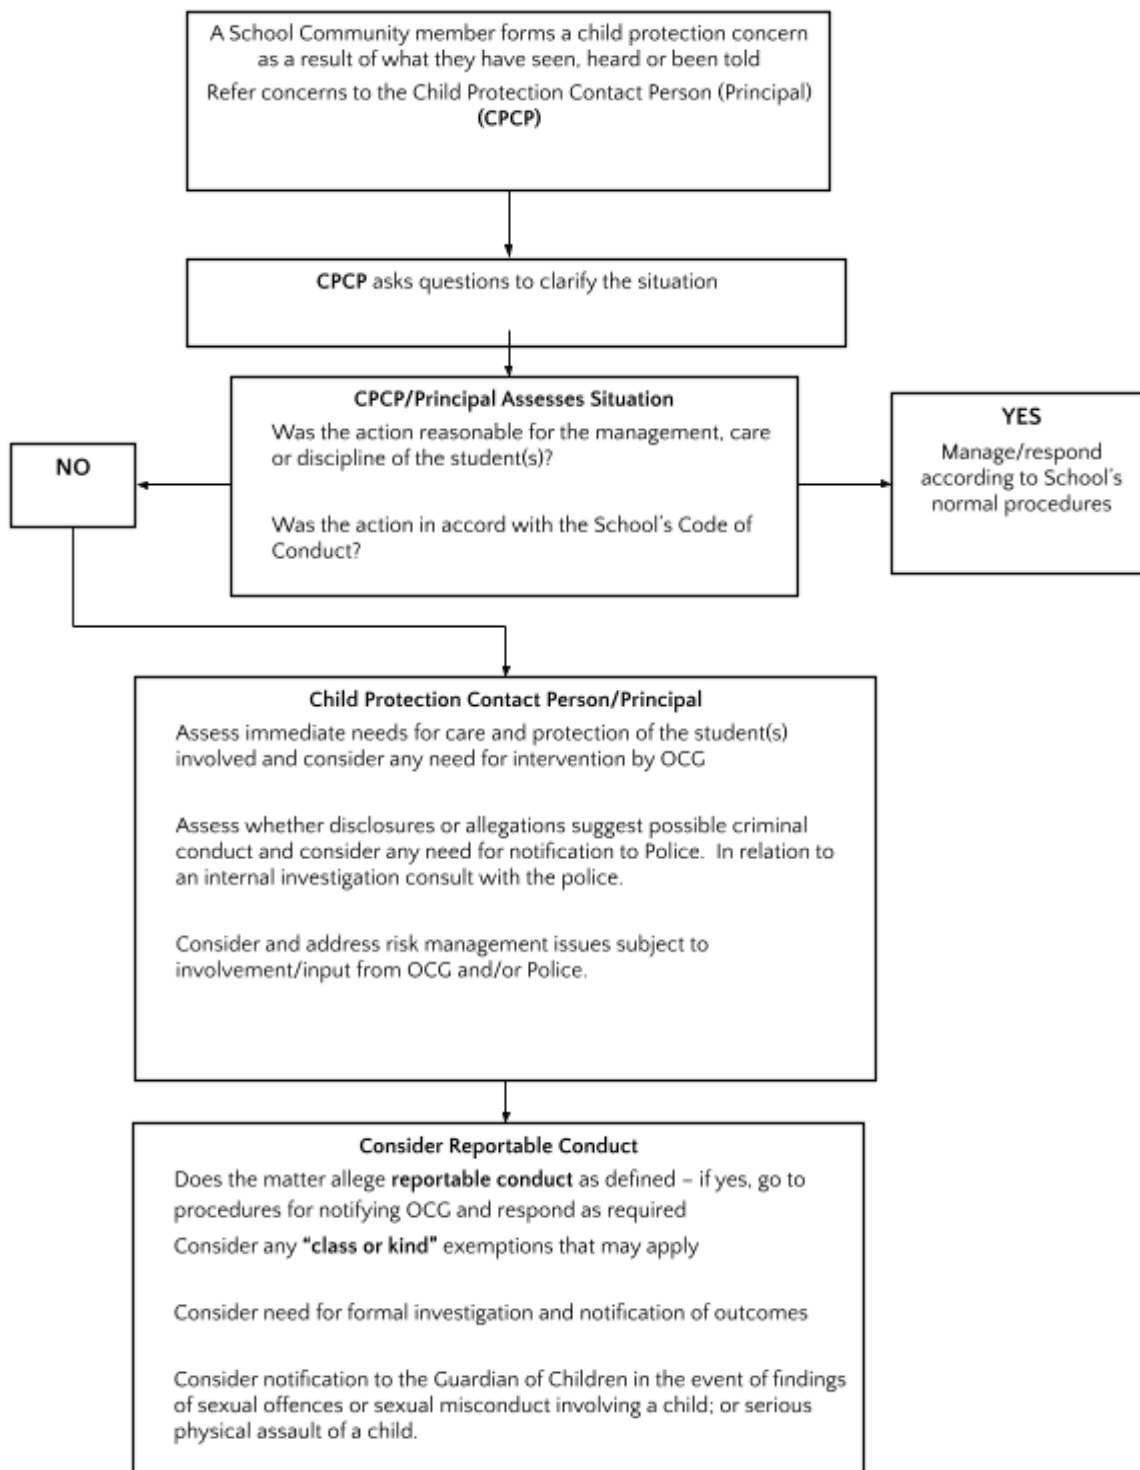 A School Community member forms a child protection concern
as a result of what they have seen, heard or been told
Refer concerns to the Child Protection Contact Person (Principal)
(CPCP)
CPCP asks questions to clarify the situation
CPCP/Principal Assesses Situation
Was the action reasonable for the management, care
or discipline of the student(s)?
Was the action in accord with the School's Code of
Conduct?
NO
YES
Manage/respond
according to School's
normal procedures
Child Protection Contact Person/Principal
Assess immediate needs for care and protection of the student(s)
involved and consider any need for intervention by OCG
Assess whether disclosures or allegations suggest possible criminal
conduct and consider any need for notification to Police. In relation to
an internal investigation consult with the police.
Consider and address risk management issues subject to
involvement/input from OCG and/or Police.
Consider Reportable Conduct
Does the matter allege reportable conduct as defined – if yes, go to
procedures for notifying OCG and respond as required
Consider any “class or kind” exemptions that may apply
Consider need for formal investigation and notification of outcomes
Consider notification to the Guardian of Children in the event of findings
of sexual offences or sexual misconduct involving a child; or serious
physical assault of a child.